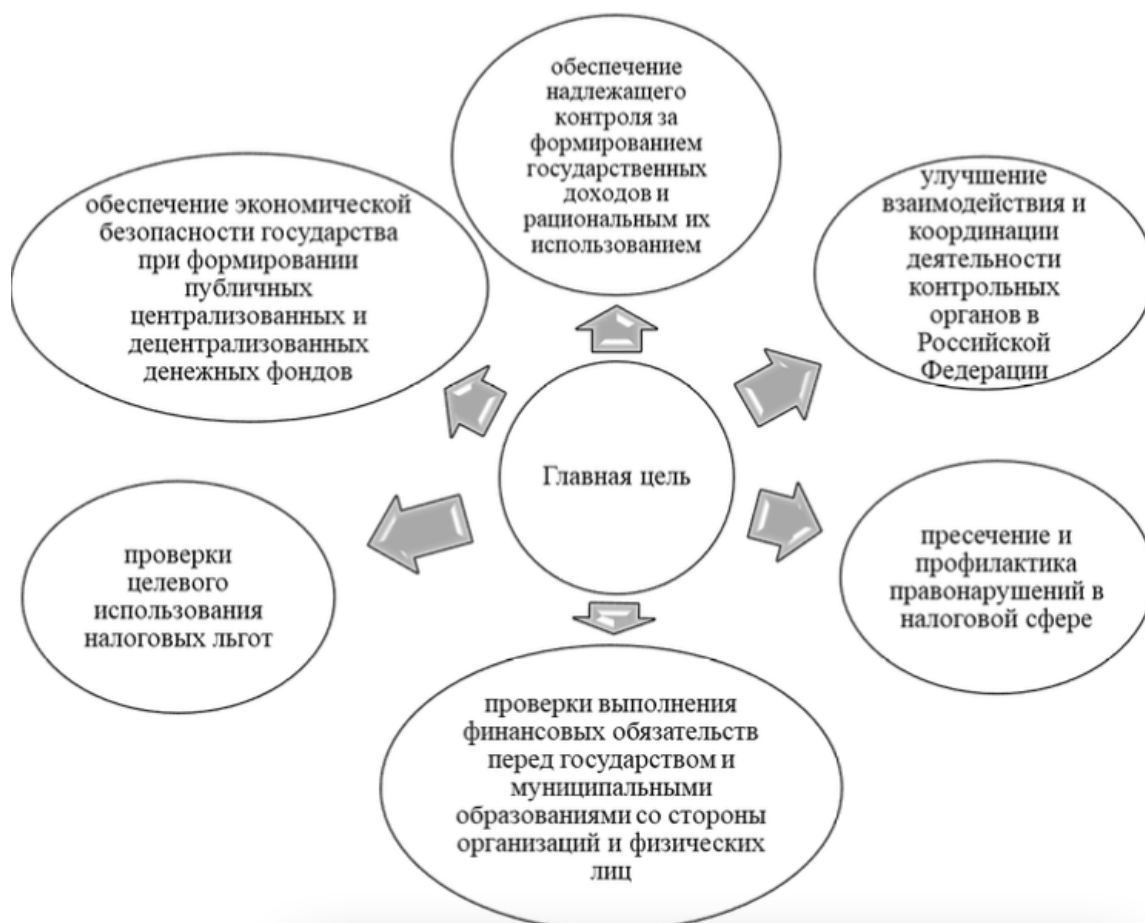 обеспечение
надлежащего
контроля за
формированием
государственных
доходов и
рациональным их
использованием
улучшение
взаимодействия и
координации
деятельности
контрольных
органов в
Российской
Федерации
пресечение и
профилактика
правонарушений в
налоговой сфере
проверки выполнения
финансовых обязательств
перед государством и
муниципальными
образованиями со стороны
организаций и физических
лиц
проверки
целевого
использования
налоговых льгот
обеспечение экономической
безопасности государства
при формировании
публичных
централизованных и
децентрализованных
денежных фондов
Главная цель